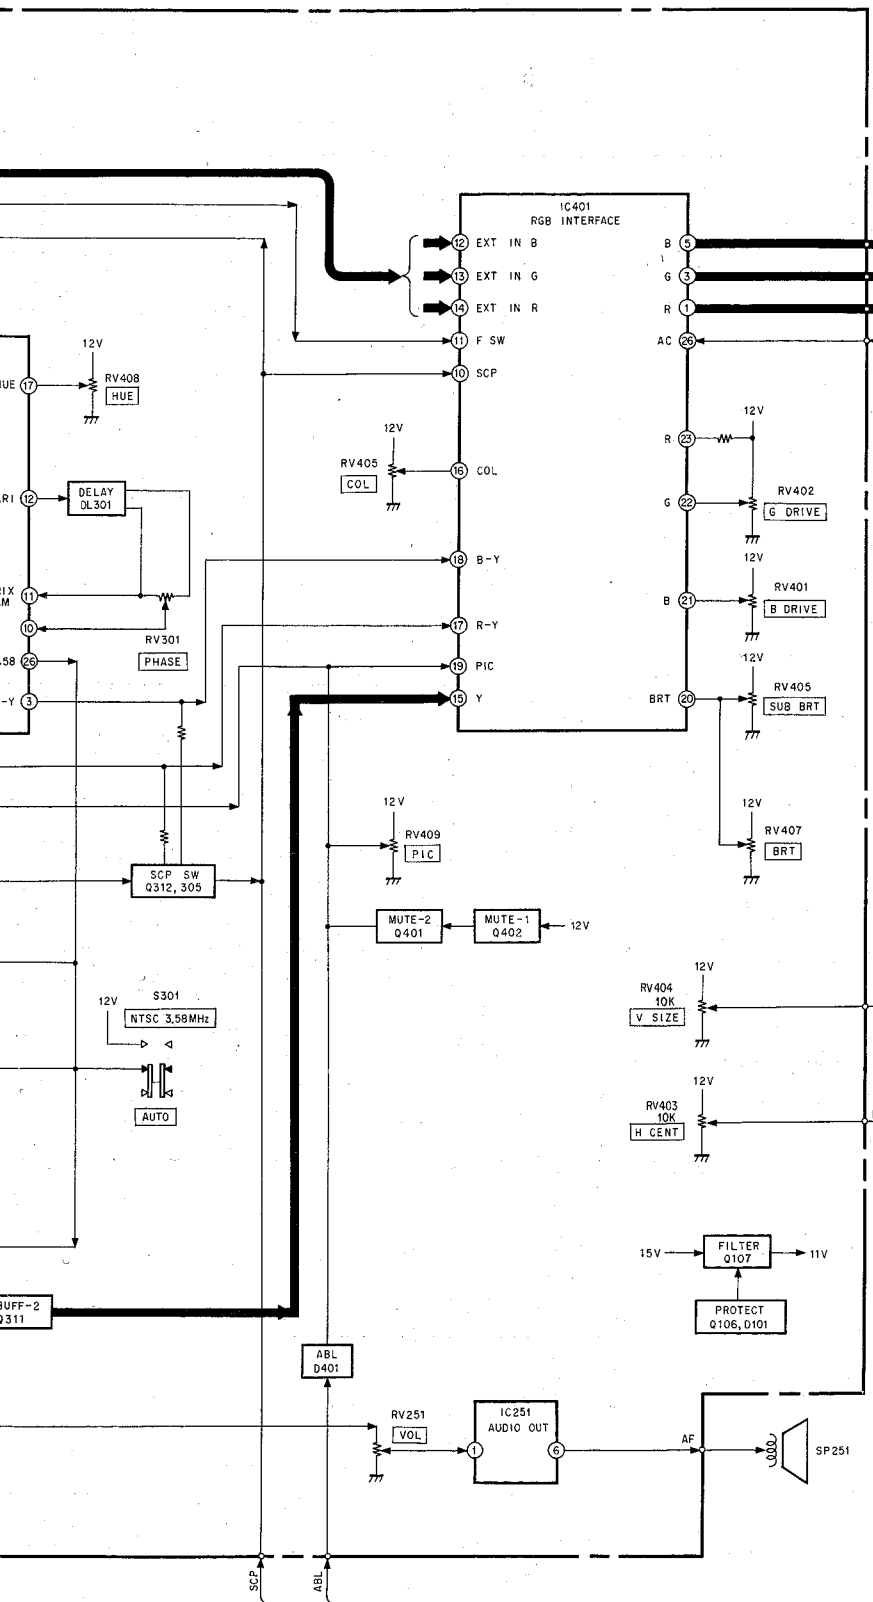 IC401
RGB INTERFACE
12 EXT IN B
B 5
13 EXT IN G
G 3
14 EXT IN R
R 1
11 F SW
AC 26
10 SCP
12V
17
RV408
HUE
12V
RV405
COL
16 COL
R 23
12V
G 22
RV402
G DRIVE
12
DELAY
DL301
18 B-Y
12V
B 21
RV401
B DRIVE
11
10
RV301
PHASE
17 R-Y
26
19 PIC
12V
3
15 Y
BRT 20
RV405
SUB BRT
12V
RV409
PIC
12V
RV407
BRT
SCP SW
Q312, 305
MUTE-2
Q401
MUTE-1
Q402
12V
12V
S301
NTSC 3.58MHz
AUTO
12V
RV404
10K
V SIZE
12V
RV403
10K
H CENT
15V
FILTER
Q107
11V
PROTECT
Q106, D101
BUFF-2
Q311
ABL
D401
RV251
VOL
IC251
AUDIO OUT
1
6
AF
SP251
SCP
ABL